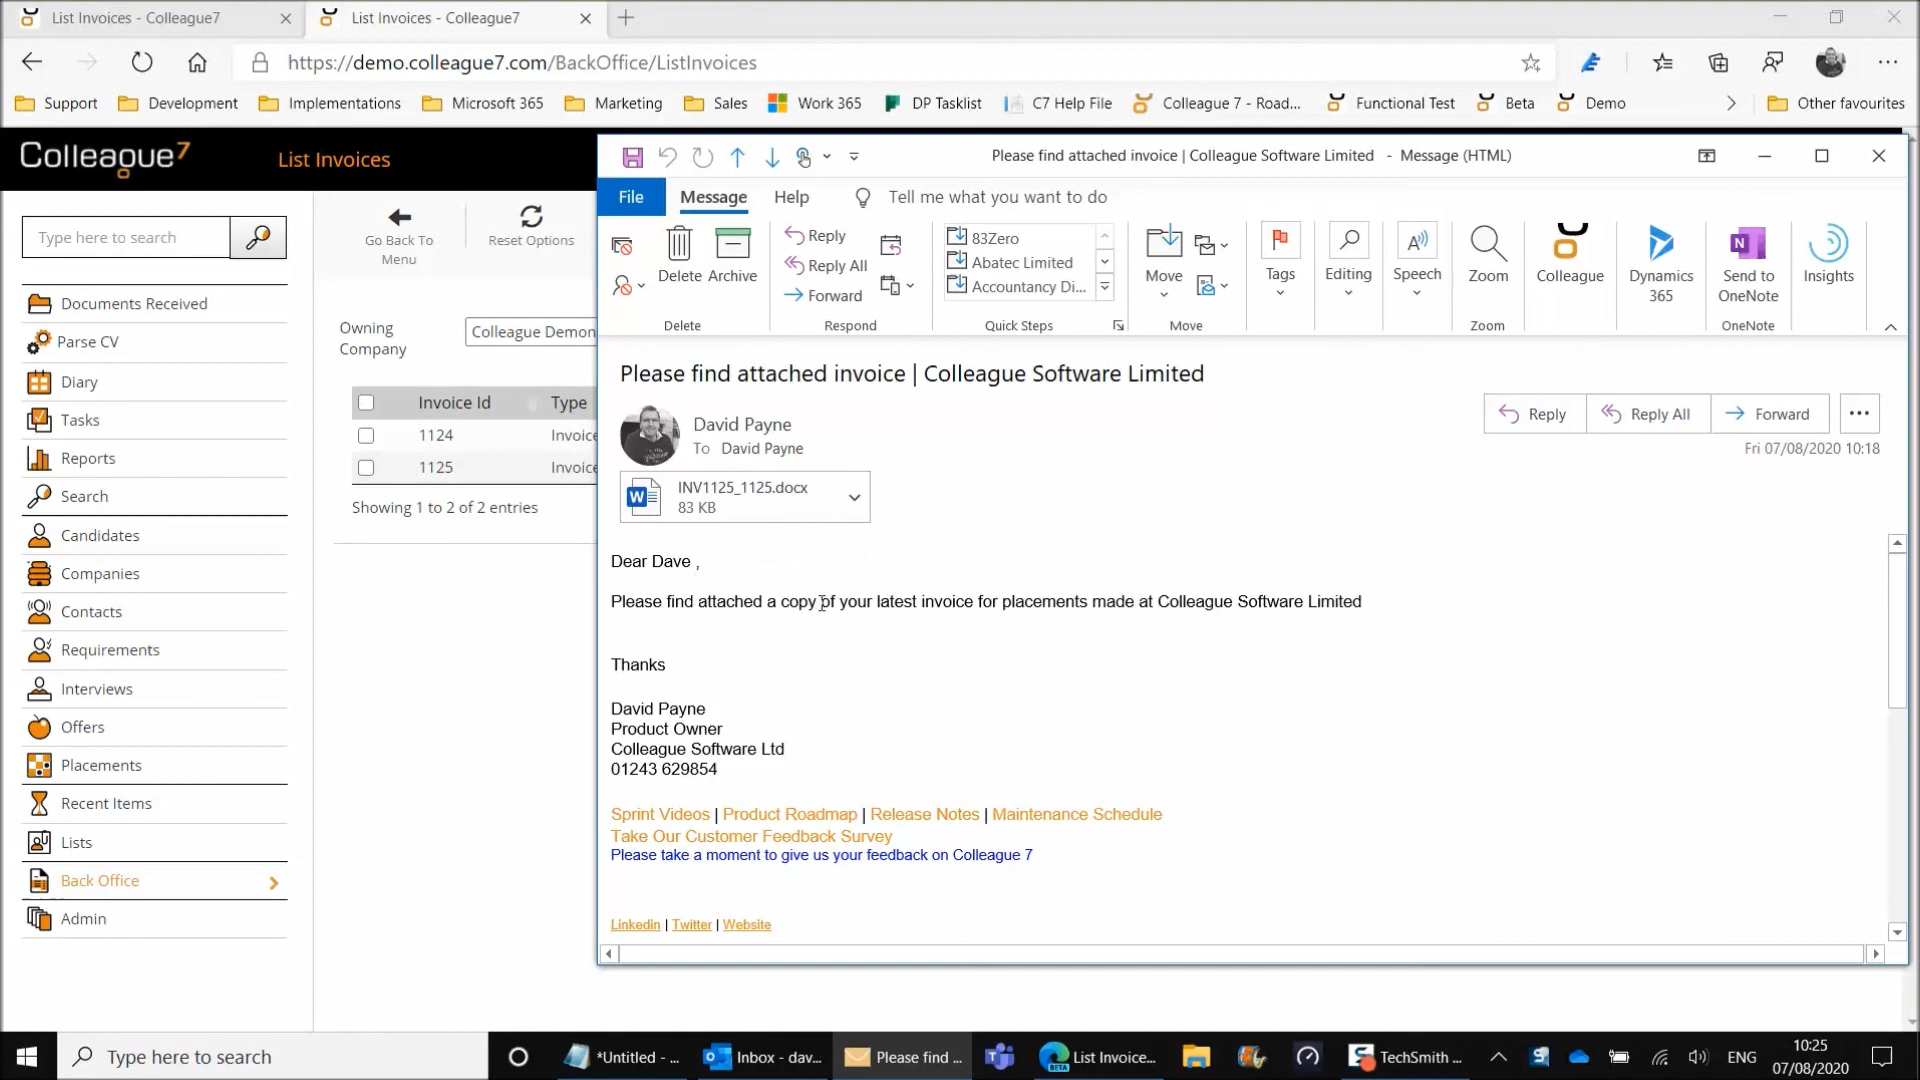 List Invoices - Colleague7
List Invoices - Colleague7
https://demo.colleague7.com/BackOffice/ListInvoices
Support
Development
Implementations
Microsoft 365
Marketing
Sales
Work 365
DP Tasklist
C7 Help File
Colleague 7 - Road...
Functional Test
Beta
Demo
Other favourites
Colleague7
List Invoices
Please find attached invoice | Colleague Software Limited - Message (HTML)
File
Message
Help
Tell me what you want to do
Type here to search
Go Back To
Menu
Reset Options
Delete
Archive
Delete
Reply
Reply All
Forward
Respond
83Zero
Abatec Limited
Accountancy Di...
Quick Steps
Move
Move
Tags
Editing
Speech
Zoom
Zoom
Colleague
Dynamics
365
Send to
OneNote
OneNote
Insights
Documents Received
Parse CV
Diary
Tasks
Reports
Search
Candidates
Companies
Contacts
Requirements
Interviews
Offers
Placements
Recent Items
Lists
Back Office
Admin
Owning
Company
Colleague Demon
Invoice Id
Type
1124
Invoice
1125
Invoice
Showing 1 to 2 of 2 entries
Please find attached invoice | Colleague Software Limited
David Payne
To David Payne
Reply
Reply All
Forward
Fri 07/08/2020 10:18
INV1125_1125.docx
83 KB
Dear Dave ,
Please find attached a copy of your latest invoice for placements made at Colleague Software Limited
Thanks
David Payne
Product Owner
Colleague Software Ltd
01243 629854
Sprint Videos | Product Roadmap | Release Notes | Maintenance Schedule
Take Our Customer Feedback Survey
Please take a moment to give us your feedback on Colleague 7
Linkedin | Twitter | Website
Type here to search
*Untitled - ...
Inbox - dav...
Please find ...
List Invoice...
BETA
TechSmith ...
ENG
10:25
07/08/2020